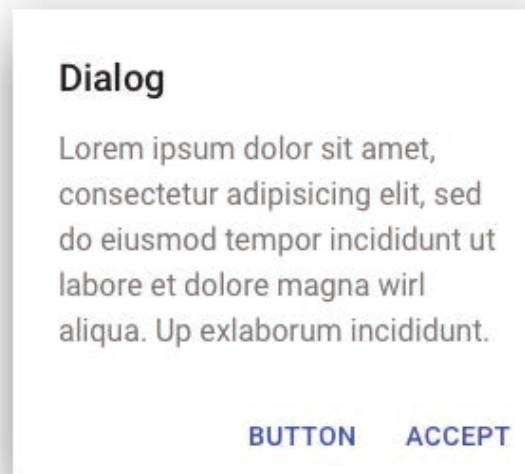 Dialog
Lorem ipsum dolor sit amet,
consectetur adipisicing elit, sed
do eiusmod tempor incididunt ut
labore et dolore magna wirl
aliqua. Up exlaborum incididunt.
BUTTON ACCEPT